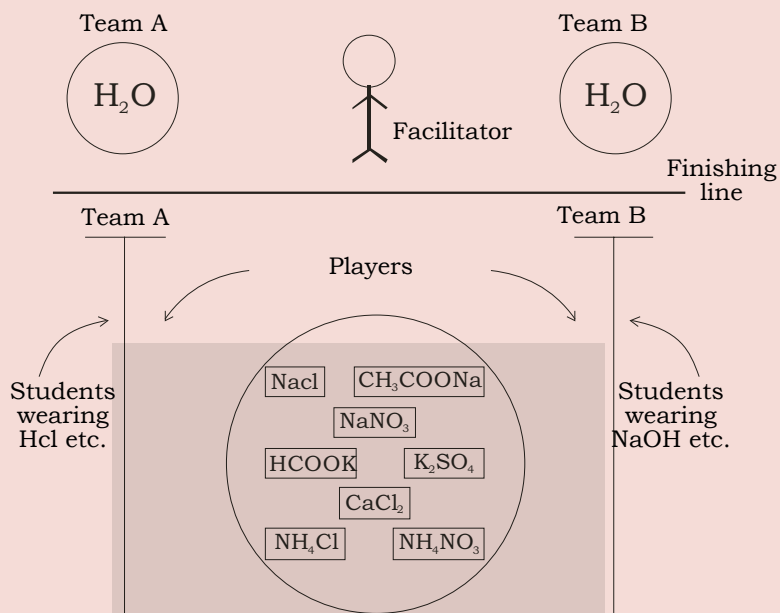 Team A
Team B
H₂O
H₂O
Facilitator
Finishing
line
Team A
Team B
Players
Students
wearing
Hcl etc.
Students
wearing
NaOH etc.
Nacl
CH₃COONa
NaNO₃
HCOOK
K₂SO₄
CaCl₂
NH₄Cl
NH₄NO₃